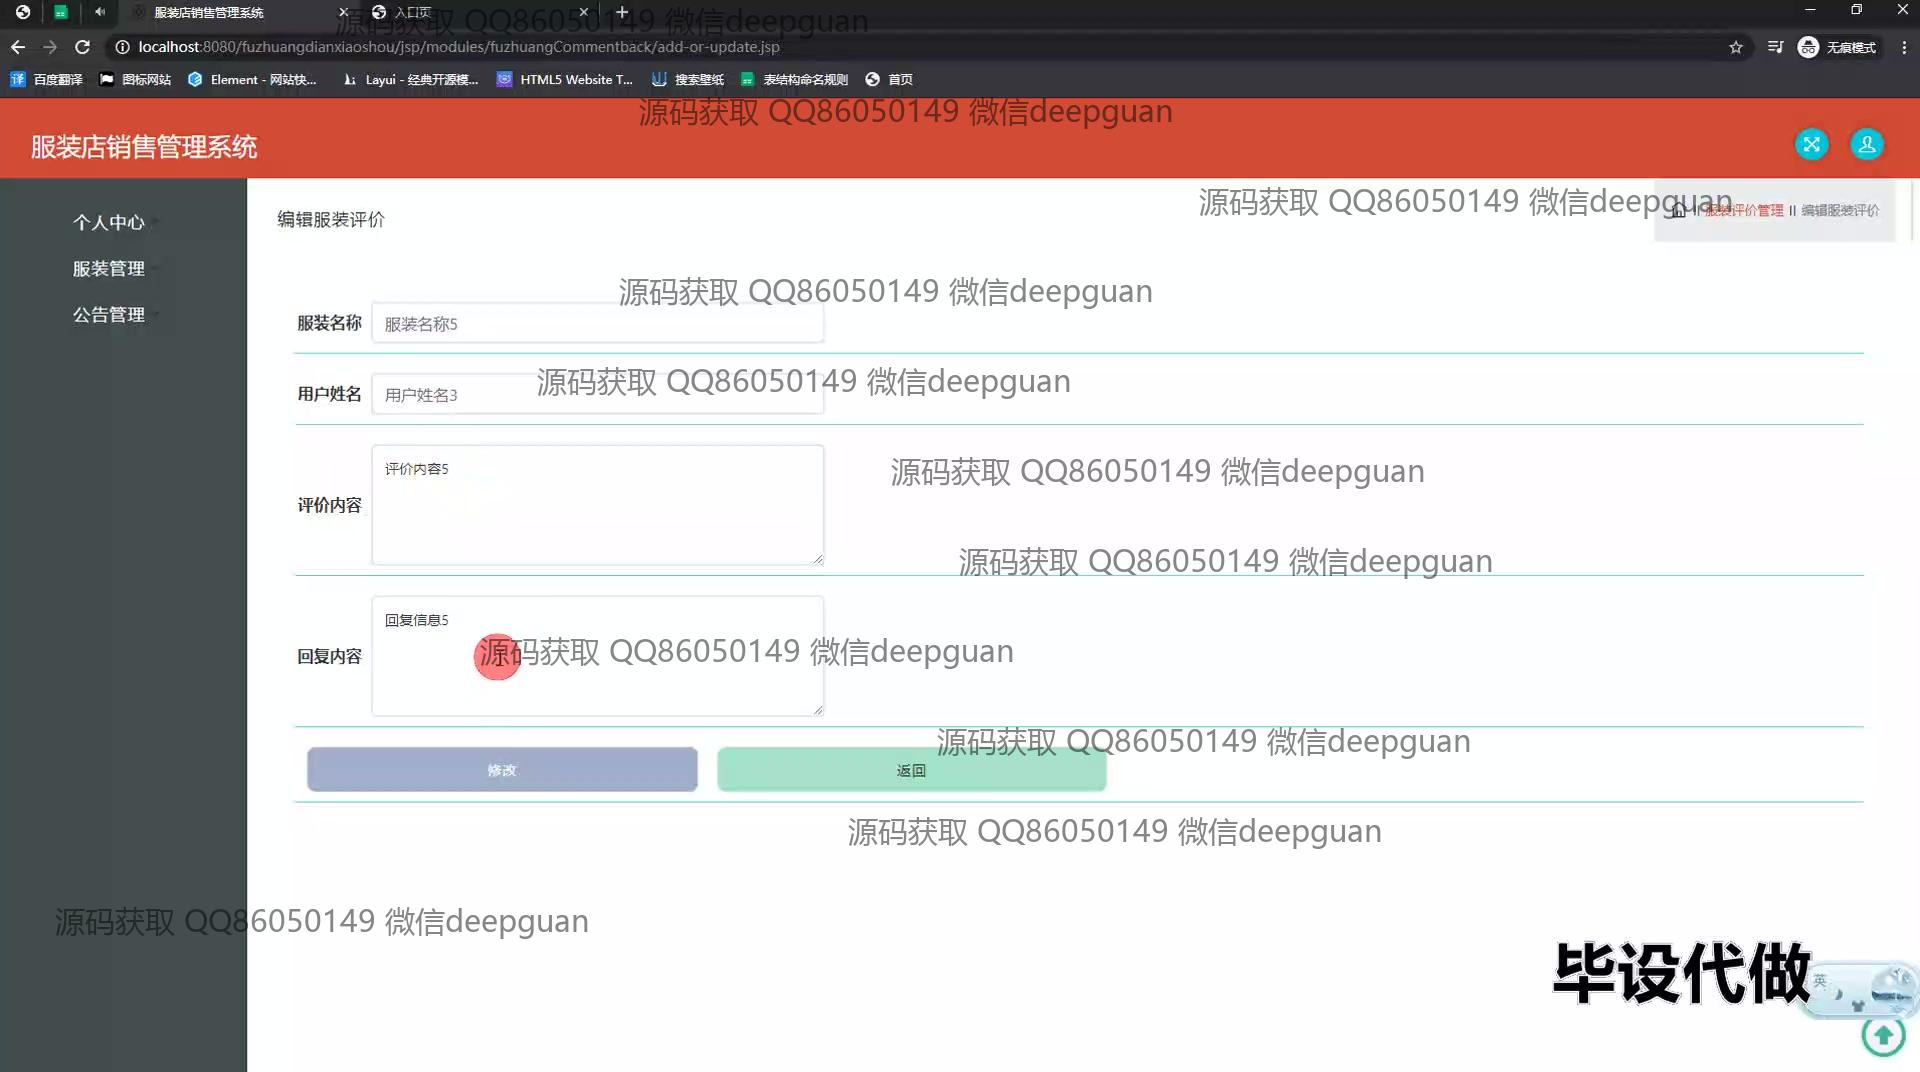 服装店销售管理系统
入口页
源码获取 QQ86050149 微信deepguan
localhost:8080/fuzhuangdianxiaoshou/jsp/modules/fuzhuangCommentback/add-or-update.jsp
无痕模式
百度翻译
图标网站
Element - 网站快...
Layui - 经典开源模...
HTML5 Website T...
搜索壁纸
表结构命名规则
首页
源码获取 QQ86050149 微信deepguan
服装店销售管理系统
源码获取 QQ86050149 微信deepguan
个人中心
编辑服装评价
服装评价管理 II 编辑服装评价
服装管理
源码获取 QQ86050149 微信deepguan
公告管理
服装名称 服装名称5
源码获取 QQ86050149 微信deepguan
用户姓名 用户姓名3
源码获取 QQ86050149 微信deepguan
评价内容 评价内容5
源码获取 QQ86050149 微信deepguan
回复内容 回复信息5
源码获取 QQ86050149 微信deepguan
源码获取 QQ86050149 微信deepguan
修改
返回
源码获取 QQ86050149 微信deepguan
源码获取 QQ86050149 微信deepguan
毕设代做
英